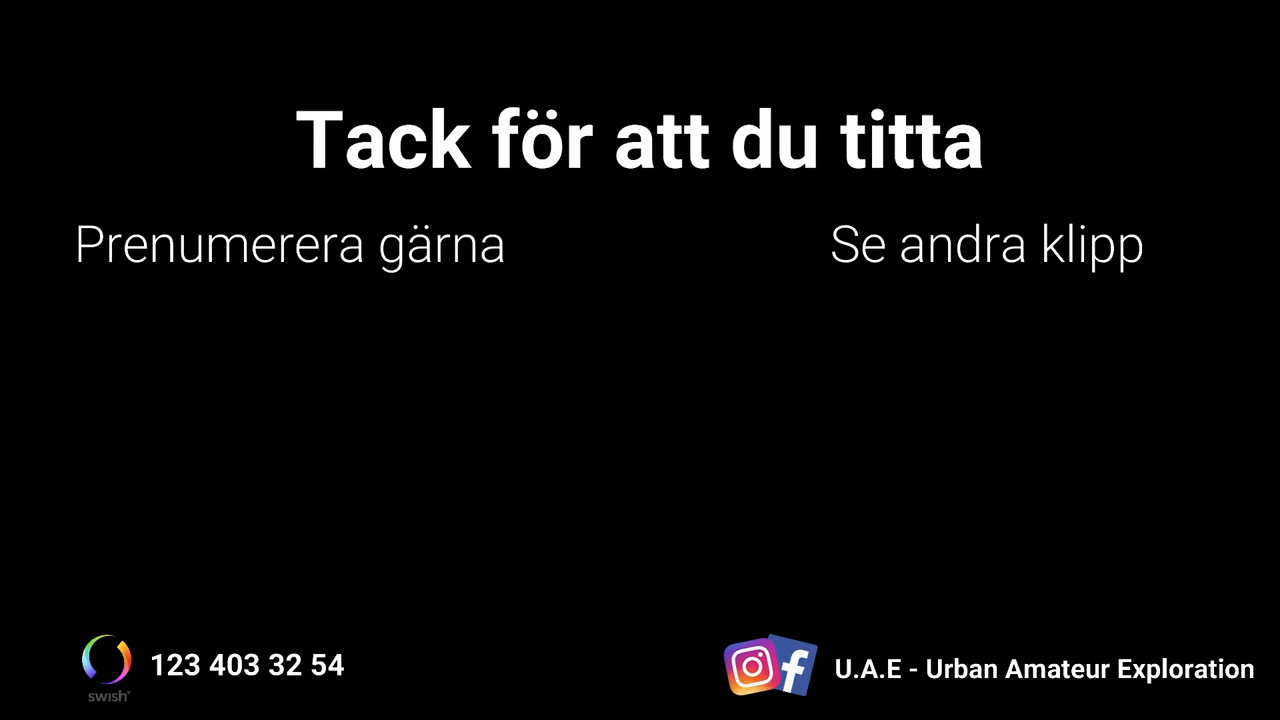 Tack för att du titta
Prenumerera gärna
Se andra klipp
swish
123 403 32 54
U.A.E - Urban Amateur Exploration